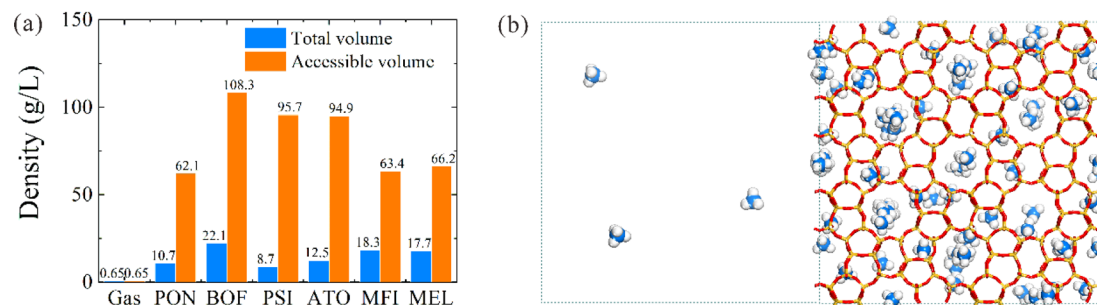 (a)
Density (g/L)
150
100
50
0
Total volume
Accessible volume
0.65 0.65
10.7 62.1
22.1 108.3
8.7 95.7
12.5 94.9
18.3 63.4
17.7 66.2
Gas PON BOF PSI ATO MFI MEL
(b)